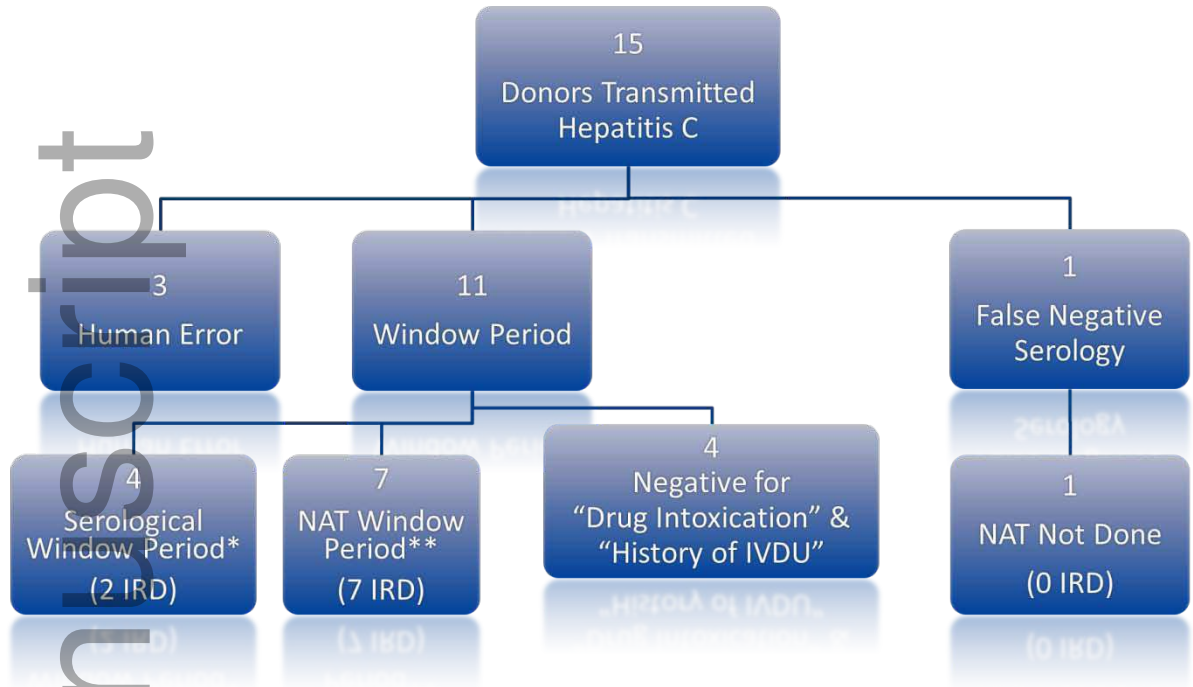 15
Donors Transmitted
Hepatitis C
3
Human Error
11
Window Period
1
False Negative
Serology
4
Serological
Window Period*
(2 IRD)
7
NAT Window
Period**
(7 IRD)
4
Negative for
“Drug Intoxication” &
“History of IVDU”
1
NAT Not Done
(0 IRD)
nuscript